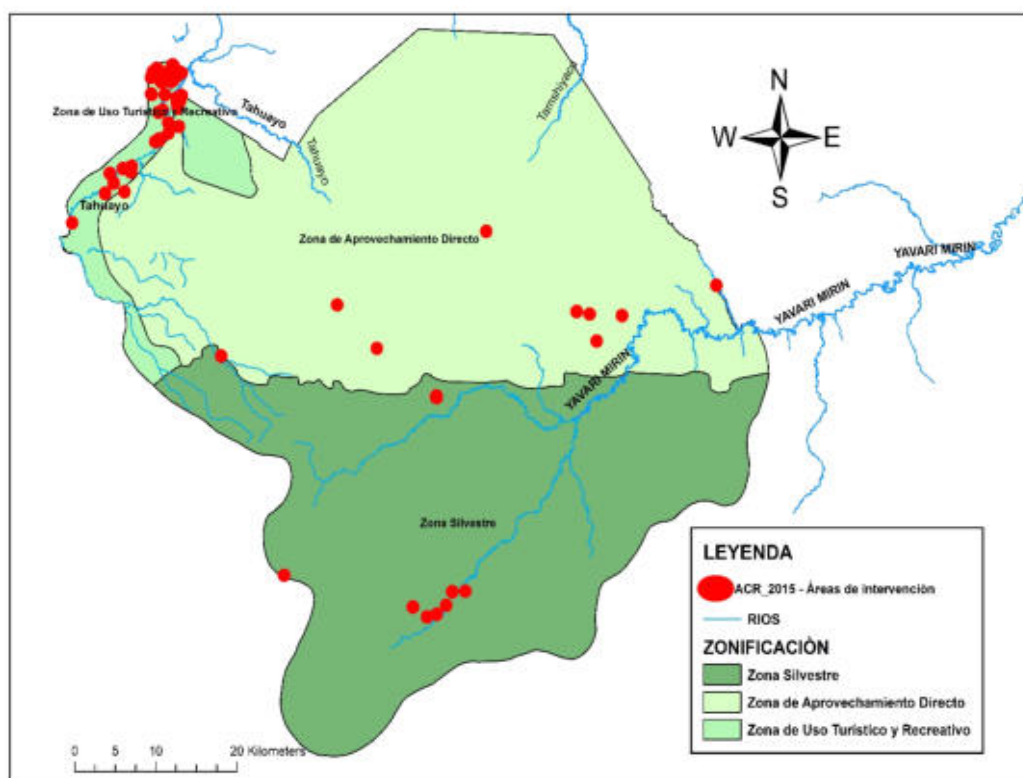 N
W E
S
Tamshiyacu
Tahuayo
Zona de Uso Turístico y Recreativo
Tahuayo
Tahuayo
Zona de Aprovechamiento Directo
YAVARI MIRIN
YAVARI MIRIN
YAVARI MIRIN
Zona Silvestre
LEYENDA
ACR_2015 - Áreas de intervención
RIOS
ZONIFICACIÒN
Zona Silvestre
Zona de Aprovechamiento Directo
Zona de Uso Turístico y Recreativo
0 5 10 20 Kilometers